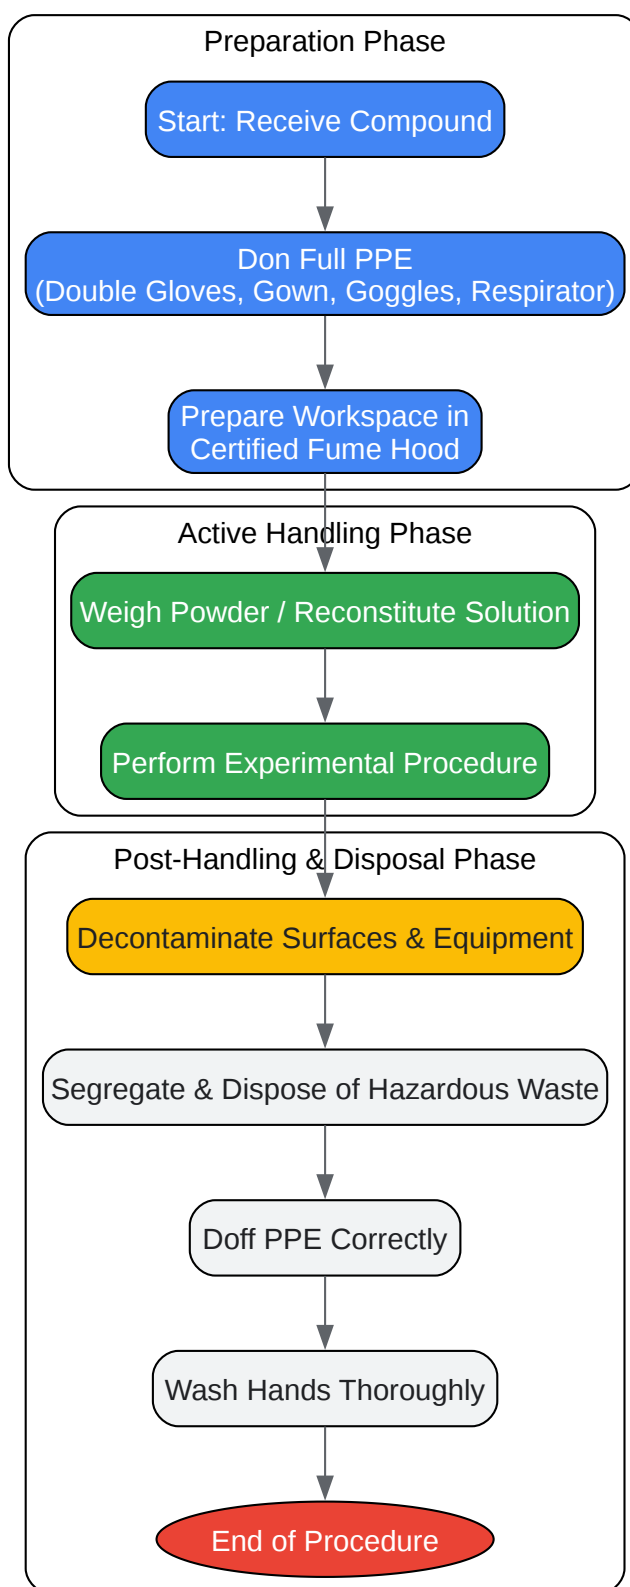 Preparation Phase
Start: Receive Compound
Don Full PPE
(Double Gloves, Gown, Goggles, Respirator)
Prepare Workspace in
Certified Fume Hood
Active Handling Phase
Weigh Powder / Reconstitute Solution
Perform Experimental Procedure
Post-Handling & Disposal Phase
Decontaminate Surfaces & Equipment
Segregate & Dispose of Hazardous Waste
Doff PPE Correctly
Wash Hands Thoroughly
End of Procedure